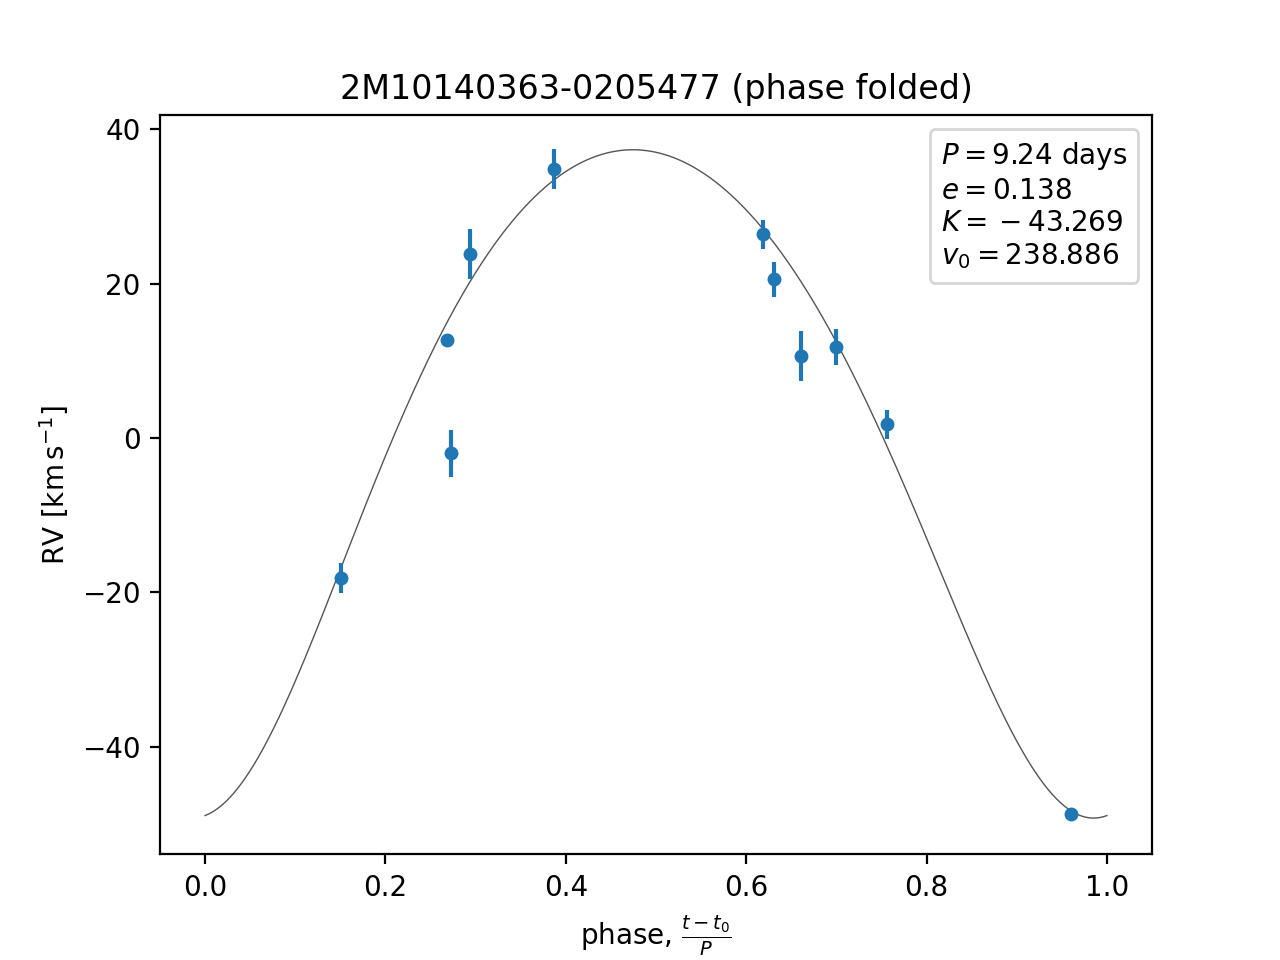 2M10140363-0205477 (phase folded)
P = 9.24 days
e = 0.138
K = −43.269
v₀ = 238.886
RV [km s⁻¹]
40
20
0
−20
−40
0.0 0.2 0.4 0.6 0.8 1.0
phase, (t − t₀)/P